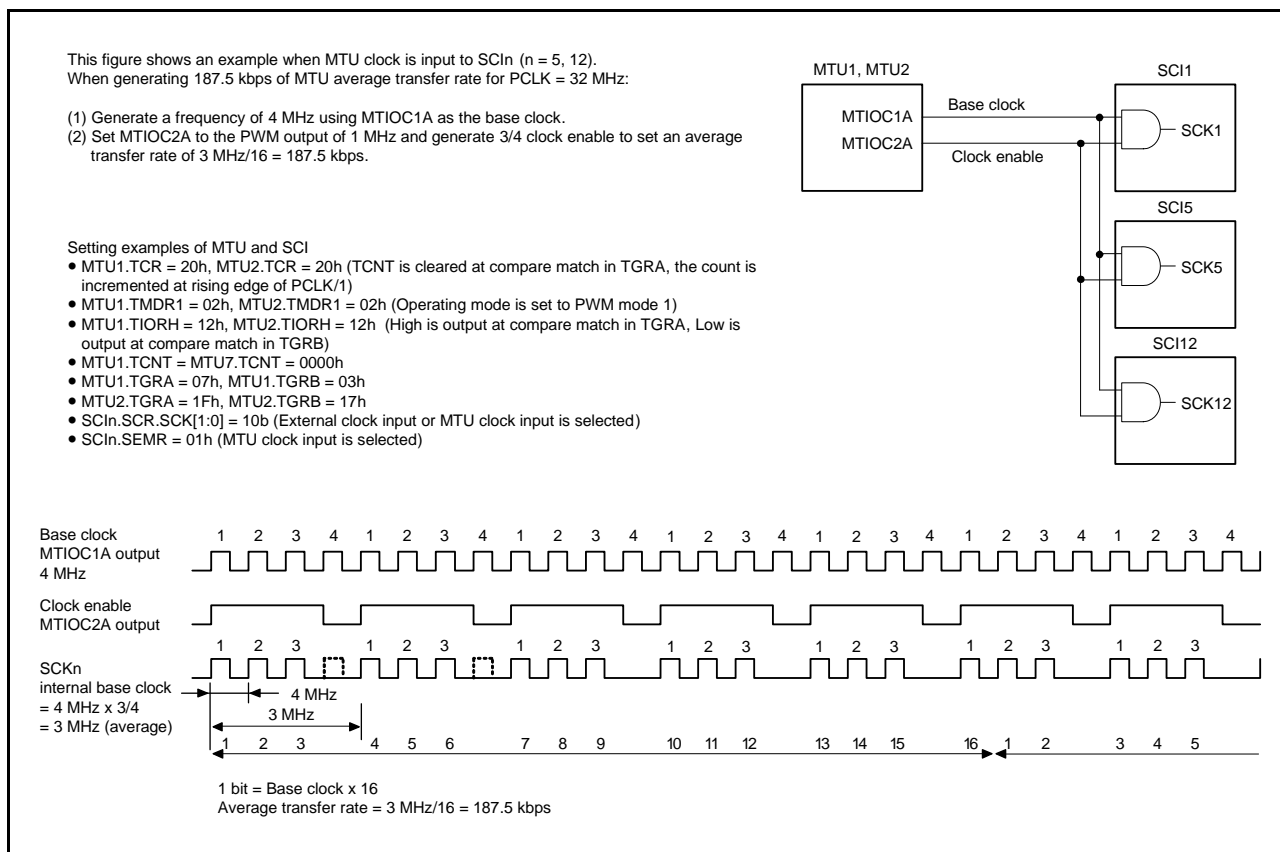 This figure shows an example when MTU clock is input to SCIn (n = 5, 12).
When generating 187.5 kbps of MTU average transfer rate for PCLK = 32 MHz:
(1) Generate a frequency of 4 MHz using MTIOC1A as the base clock.
(2) Set MTIOC2A to the PWM output of 1 MHz and generate 3/4 clock enable to set an average
transfer rate of 3 MHz/16 = 187.5 kbps.
MTU1, MTU2
MTIOC1A
MTIOC2A
Base clock
Clock enable
SCI1
SCK1
SCI5
SCK5
SCI12
SCK12
Setting examples of MTU and SCI
● MTU1.TCR = 20h, MTU2.TCR = 20h (TCNT is cleared at compare match in TGRA, the count is
incremented at rising edge of PCLK/1)
● MTU1.TMDR1 = 02h, MTU2.TMDR1 = 02h (Operating mode is set to PWM mode 1)
● MTU1.TIORH = 12h, MTU2.TIORH = 12h (High is output at compare match in TGRA, Low is
output at compare match in TGRB)
● MTU1.TCNT = MTU7.TCNT = 0000h
● MTU1.TGRA = 07h, MTU1.TGRB = 03h
● MTU2.TGRA = 1Fh, MTU2.TGRB = 17h
● SCIn.SCR.SCK[1:0] = 10b (External clock input or MTU clock input is selected)
● SCIn.SEMR = 01h (MTU clock input is selected)
Base clock
MTIOC1A output
4 MHz
1 2 3 4 1 2 3 4 1 2 3 4 1 2 3 4 1 2 3 4 1 2 3 4 1 2 3 4
Clock enable
MTIOC2A output
1 2 3 1 2 3 1 2 3 1 2 3 1 2 3 1 2 3 1 2 3
SCKn
internal base clock
= 4 MHz x 3/4
= 3 MHz (average)
4 MHz
3 MHz
1 2 3 4 5 6 7 8 9 10 11 12 13 14 15 16 1 2 3 4 5
1 bit = Base clock x 16
Average transfer rate = 3 MHz/16 = 187.5 kbps